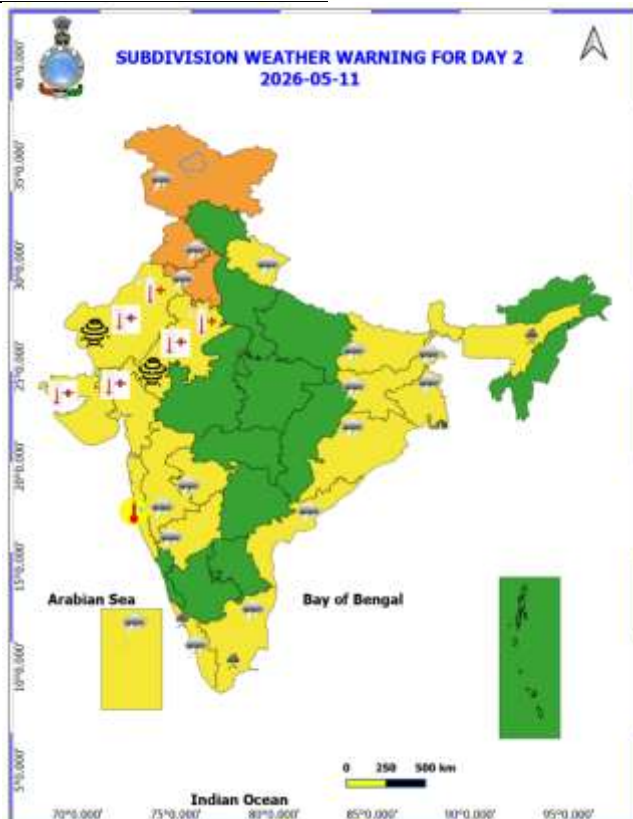 SUBDIVISION WEATHER WARNING FOR DAY 2
2026-05-11
40°0.000'
35°0.000'
30°0.000'
25°0.000'
20°0.000'
15°0.000'
10°0.000'
5°0.000'
Arabian Sea
Bay of Bengal
0 250 500 km
Indian Ocean
70°0.000' 75°0.000' 80°0.000' 85°0.000' 90°0.000' 95°0.000'